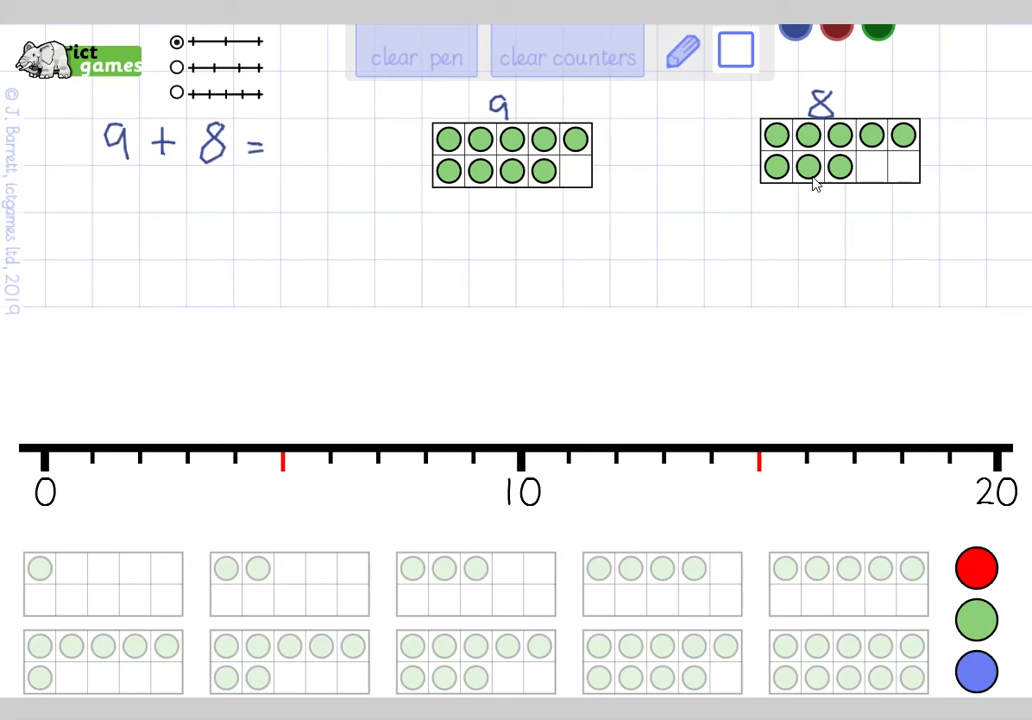 ict
games
clear pen
clear counters
© J. Barrett, ictgames ltd, 2019
9 + 8 =
9
8
0
10
20